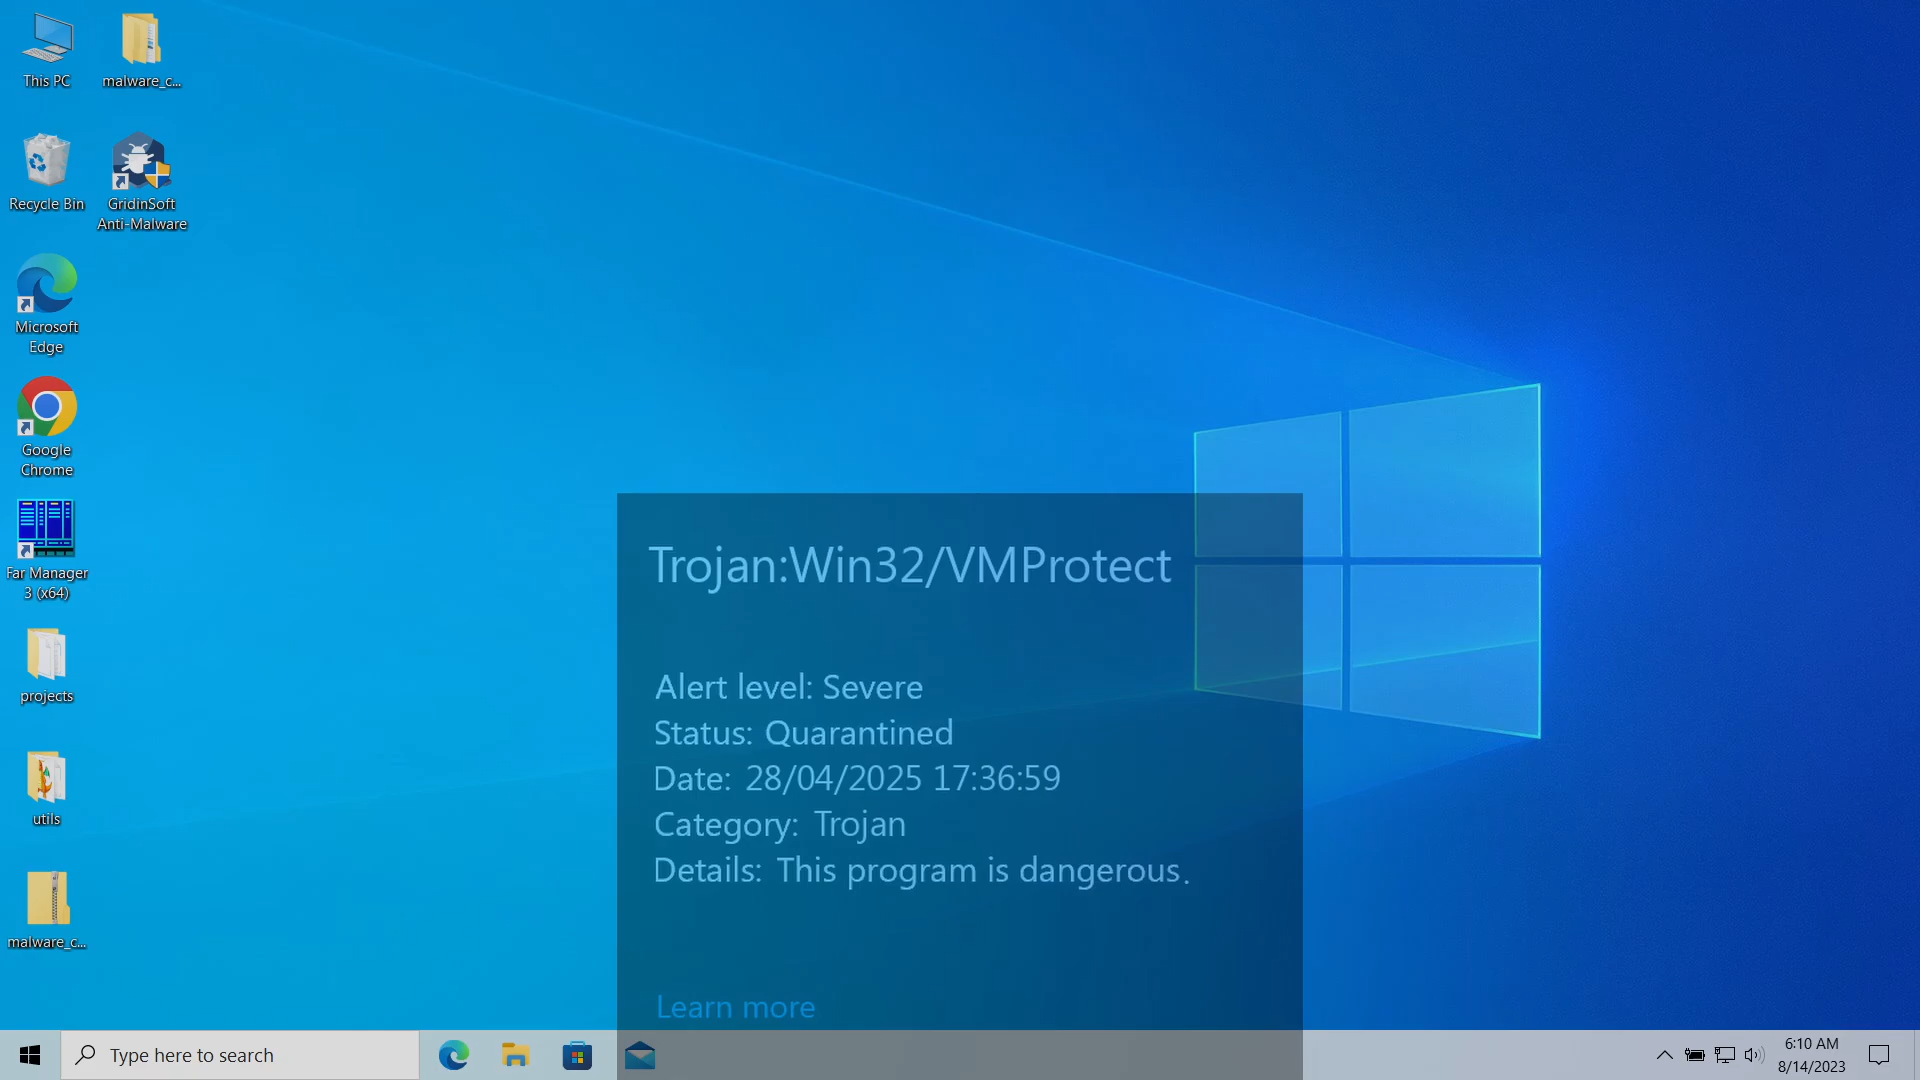 This PC
malware_c...
Recycle Bin
GridinSoft
Anti-Malware
Microsoft
Edge
Google
Chrome
Far Manager
3 (x64)
projects
utils
malware_c...
Trojan:Win32/VMProtect
Alert level: Severe
Status: Quarantined
Date: 28/04/2025 17:36:59
Category: Trojan
Details: This program is dangerous.
Learn more
Type here to search
6:10 AM
8/14/2023